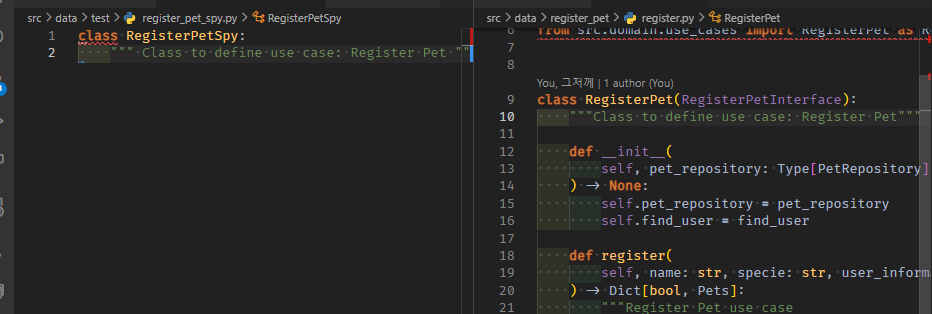 src > data > test > register_pet_spy.py > RegisterPetSpy
1 class RegisterPetSpy:
2 """ Class to define use case: Register Pet ""
src > data > register_pet > register.py > RegisterPet
6 from src.domain.use_cases import RegisterPet as R
7
8
You, 그저께 | 1 author (You)
9 class RegisterPet(RegisterPetInterface):
10 """Class to define use case: Register Pet"""
11
12 def __init__(
13 self, pet_repository: Type[PetRepository]
14 ) -> None:
15 self.pet_repository = pet_repository
16 self.find_user = find_user
17
18 def register(
19 self, name: str, specie: str, user_inform
20 ) -> Dict[bool, Pets]:
21 """Register Pet use case